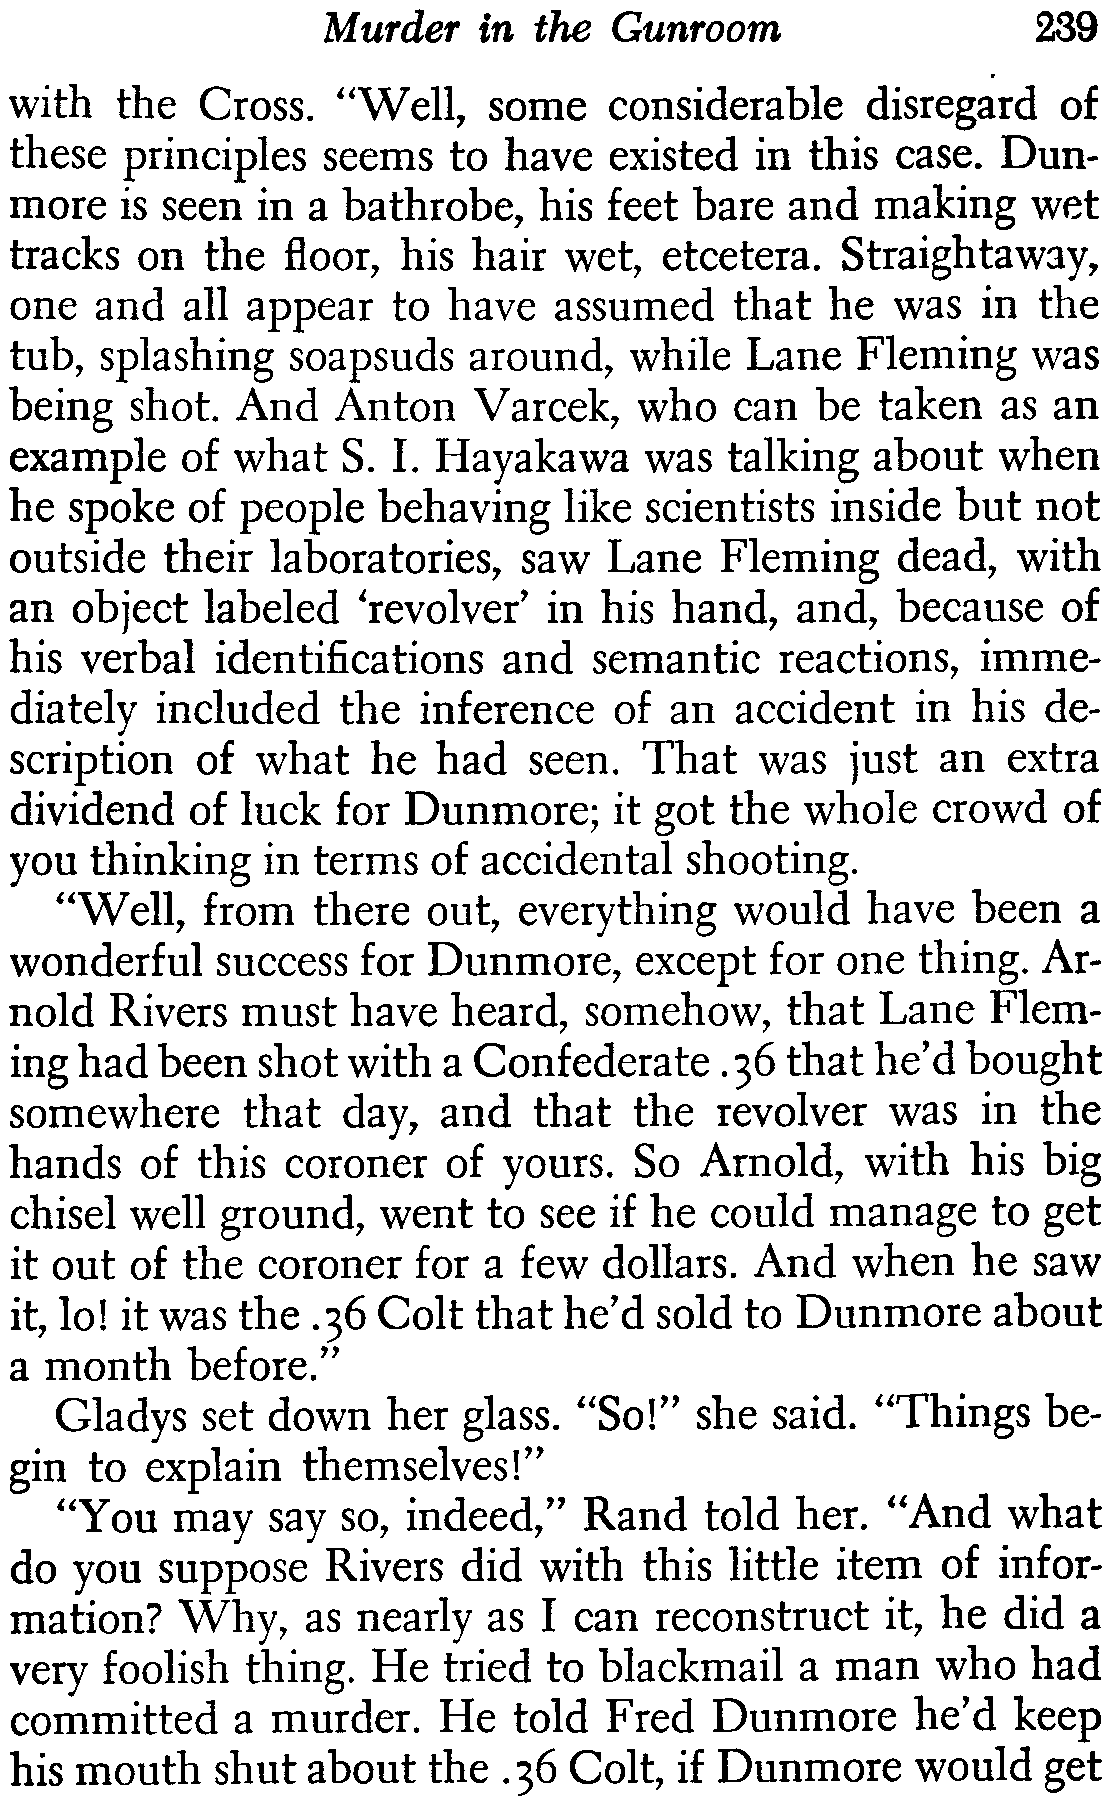 Murder in the Gunroom 239
with the Cross. “Well, some considerable disregard of
these principles seems to have existed in this case. Dun-
more is seen in a bathrobe, his feet bare and making wet
tracks on the floor, his hair wet, etcetera. Straightaway,
one and all appear to have assumed that he was in the
tub, splashing soapsuds around, while Lane Fleming was
being shot. And Anton Varcek, who can be taken as an
example of what S. I. Hayakawa was talking about when
he spoke of people behaving like scientists inside but not
outside their laboratories, saw Lane Fleming dead, with
an object labeled ‘revolver’ in his hand, and, because of
his verbal identifications and semantic reactions, imme-
diately included the inference of an accident in his de-
scription of what he had seen. That was just an extra
dividend of luck for Dunmore; it got the whole crowd of
you thinking in terms of accidental shooting.
“Well, from there out, everything would have been a
wonderful success for Dunmore, except for one thing. Ar-
nold Rivers must have heard, somehow, that Lane Flem-
ing had been shot with a Confederate .36 that he’d bought
somewhere that day, and that the revolver was in the
hands of this coroner of yours. So Arnold, with his big
chisel well ground, went to see if he could manage to get
it out of the coroner for a few dollars. And when he saw
it, lo! it was the .36 Colt that he’d sold to Dunmore about
a month before.”
Gladys set down her glass. “So!” she said. “Things be-
gin to explain themselves!”
“You may say so, indeed,” Rand told her. “And what
do you suppose Rivers did with this little item of infor-
mation? Why, as nearly as I can reconstruct it, he did a
very foolish thing. He tried to blackmail a man who had
committed a murder. He told Fred Dunmore he’d keep
his mouth shut about the .36 Colt, if Dunmore would get